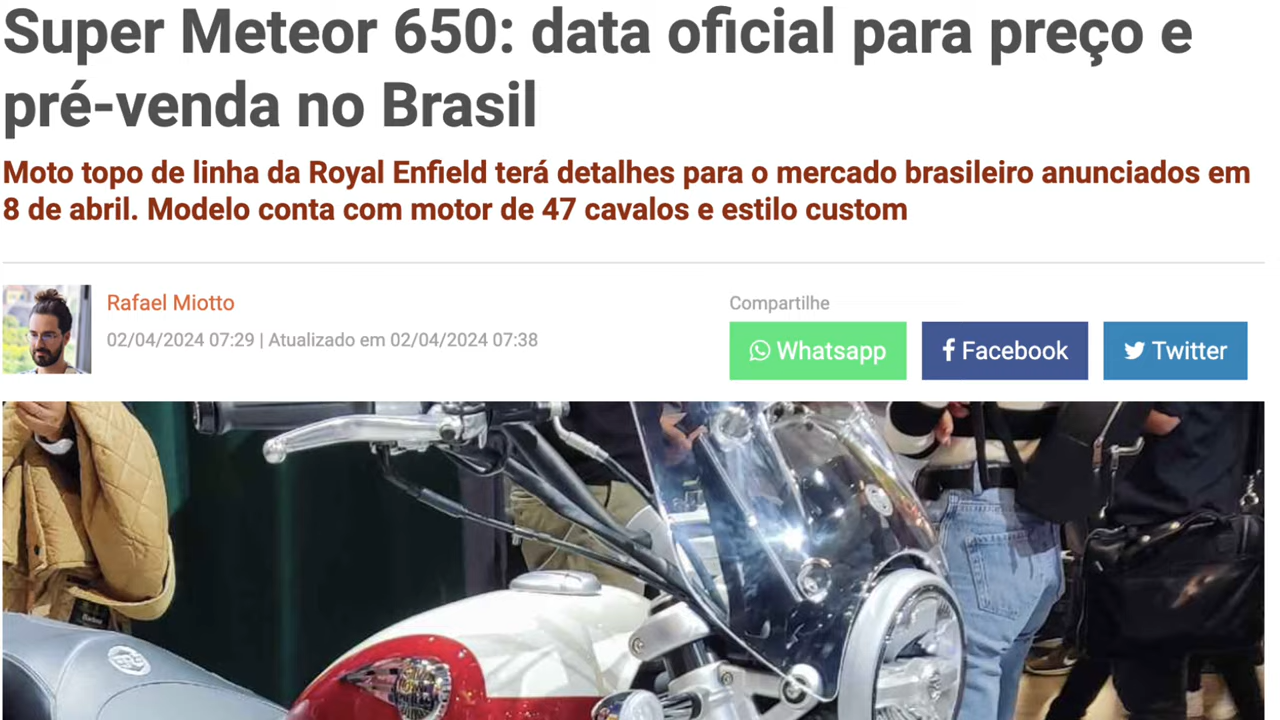 Super Meteor 650: data oficial para preço e
pré-venda no Brasil
Moto topo de linha da Royal Enfield terá detalhes para o mercado brasileiro anunciados em
8 de abril. Modelo conta com motor de 47 cavalos e estilo custom
Rafael Miotto
02/04/2024 07:29 | Atualizado em 02/04/2024 07:38
Compartilhe
Whatsapp
Facebook
Twitter